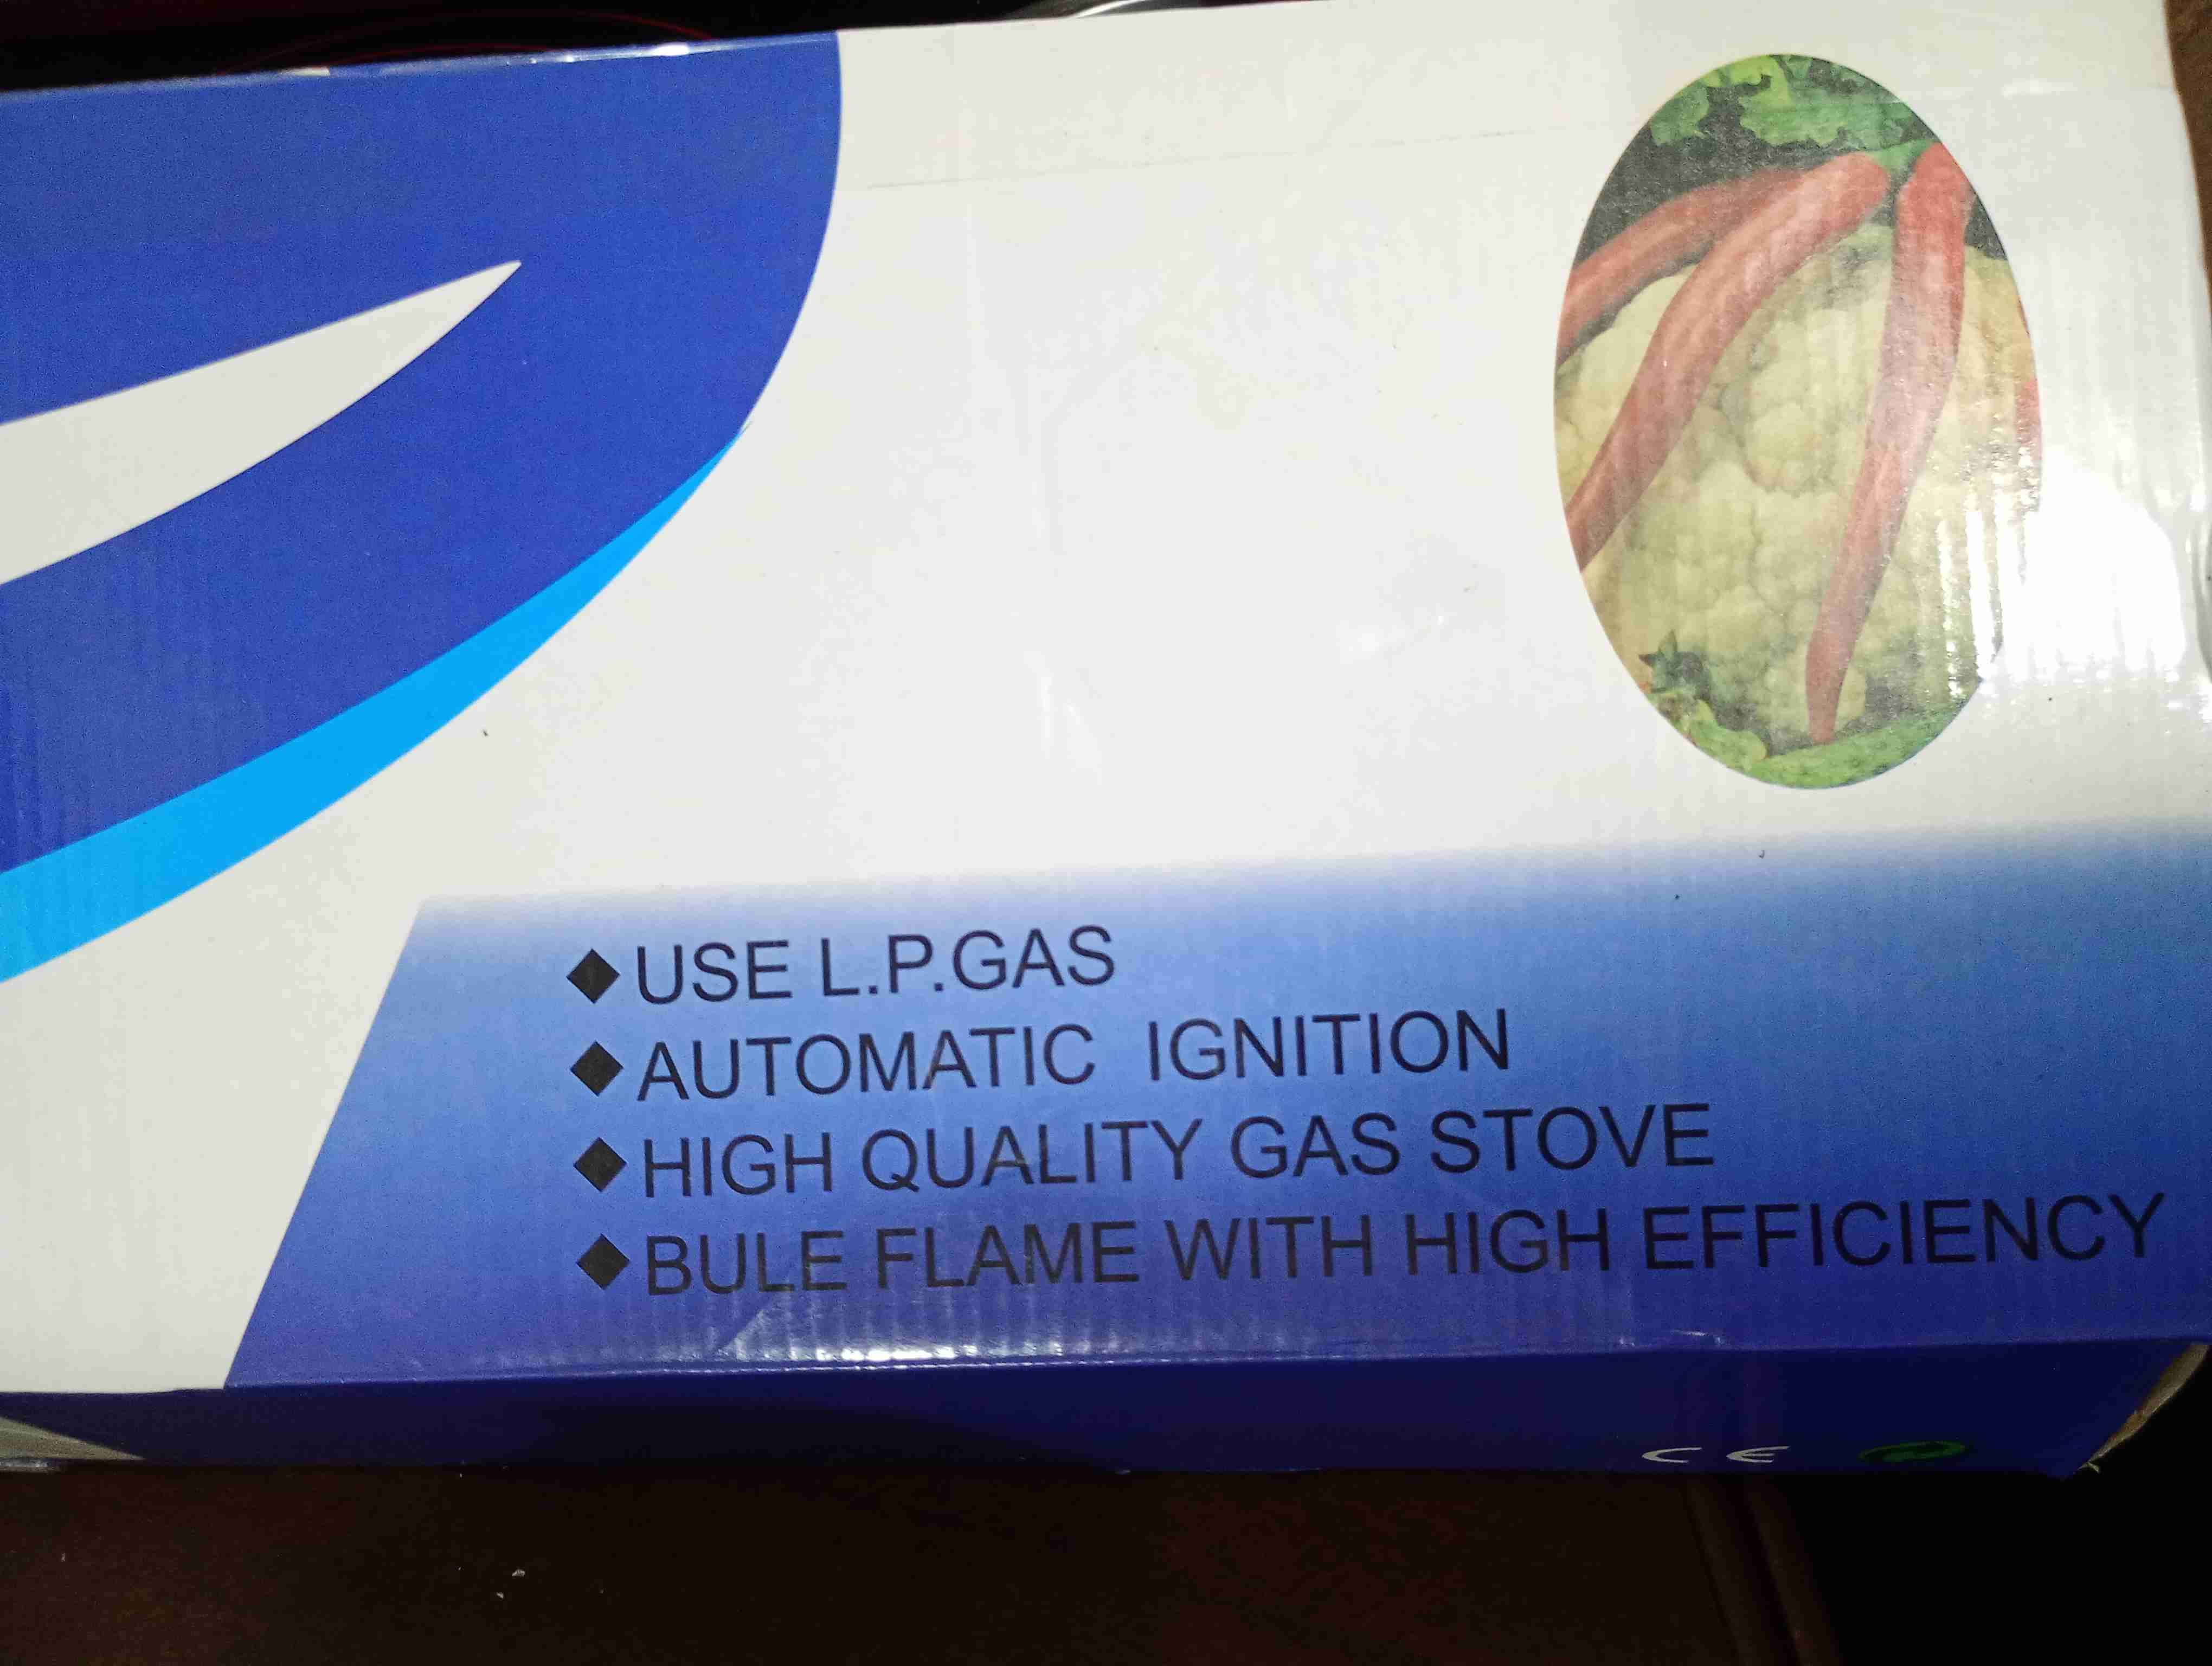 ◆USE L.P.GAS
◆AUTOMATIC IGNITION
◆HIGH QUALITY GAS STOVE
◆BULE FLAME WITH HIGH EFFICIENCY
CE